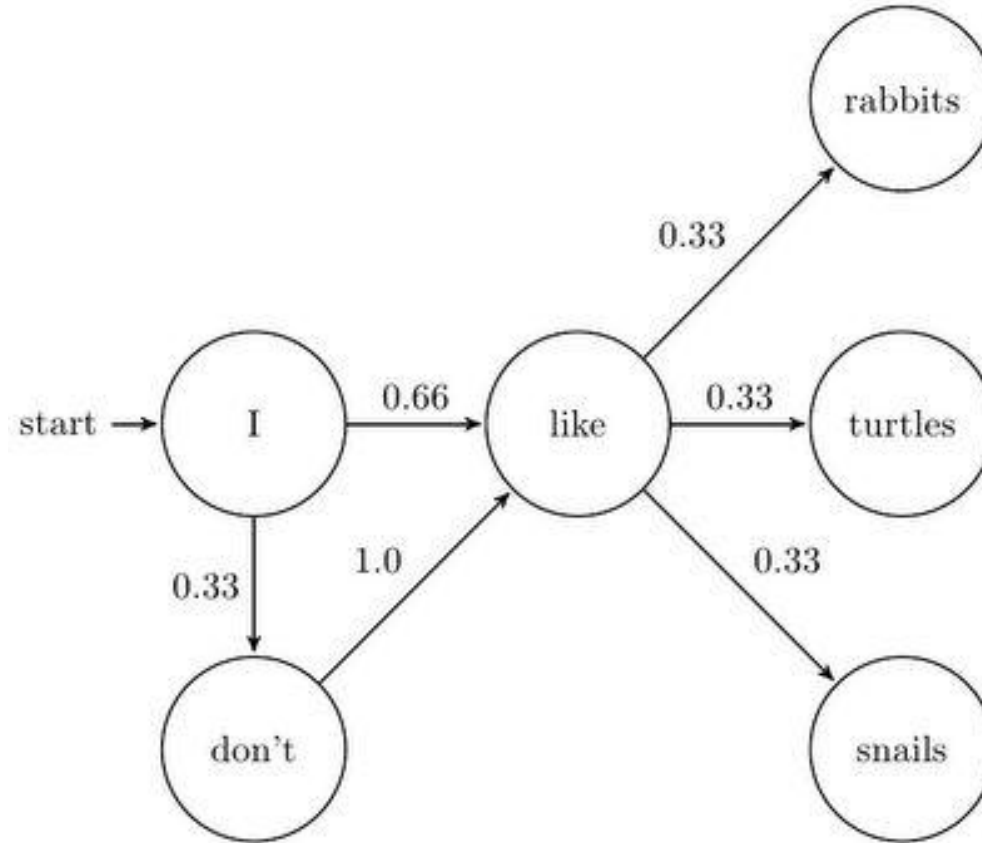 rabbits
0.33
start
I
0.66
like
0.33
turtles
0.33
1.0
0.33
don't
snails